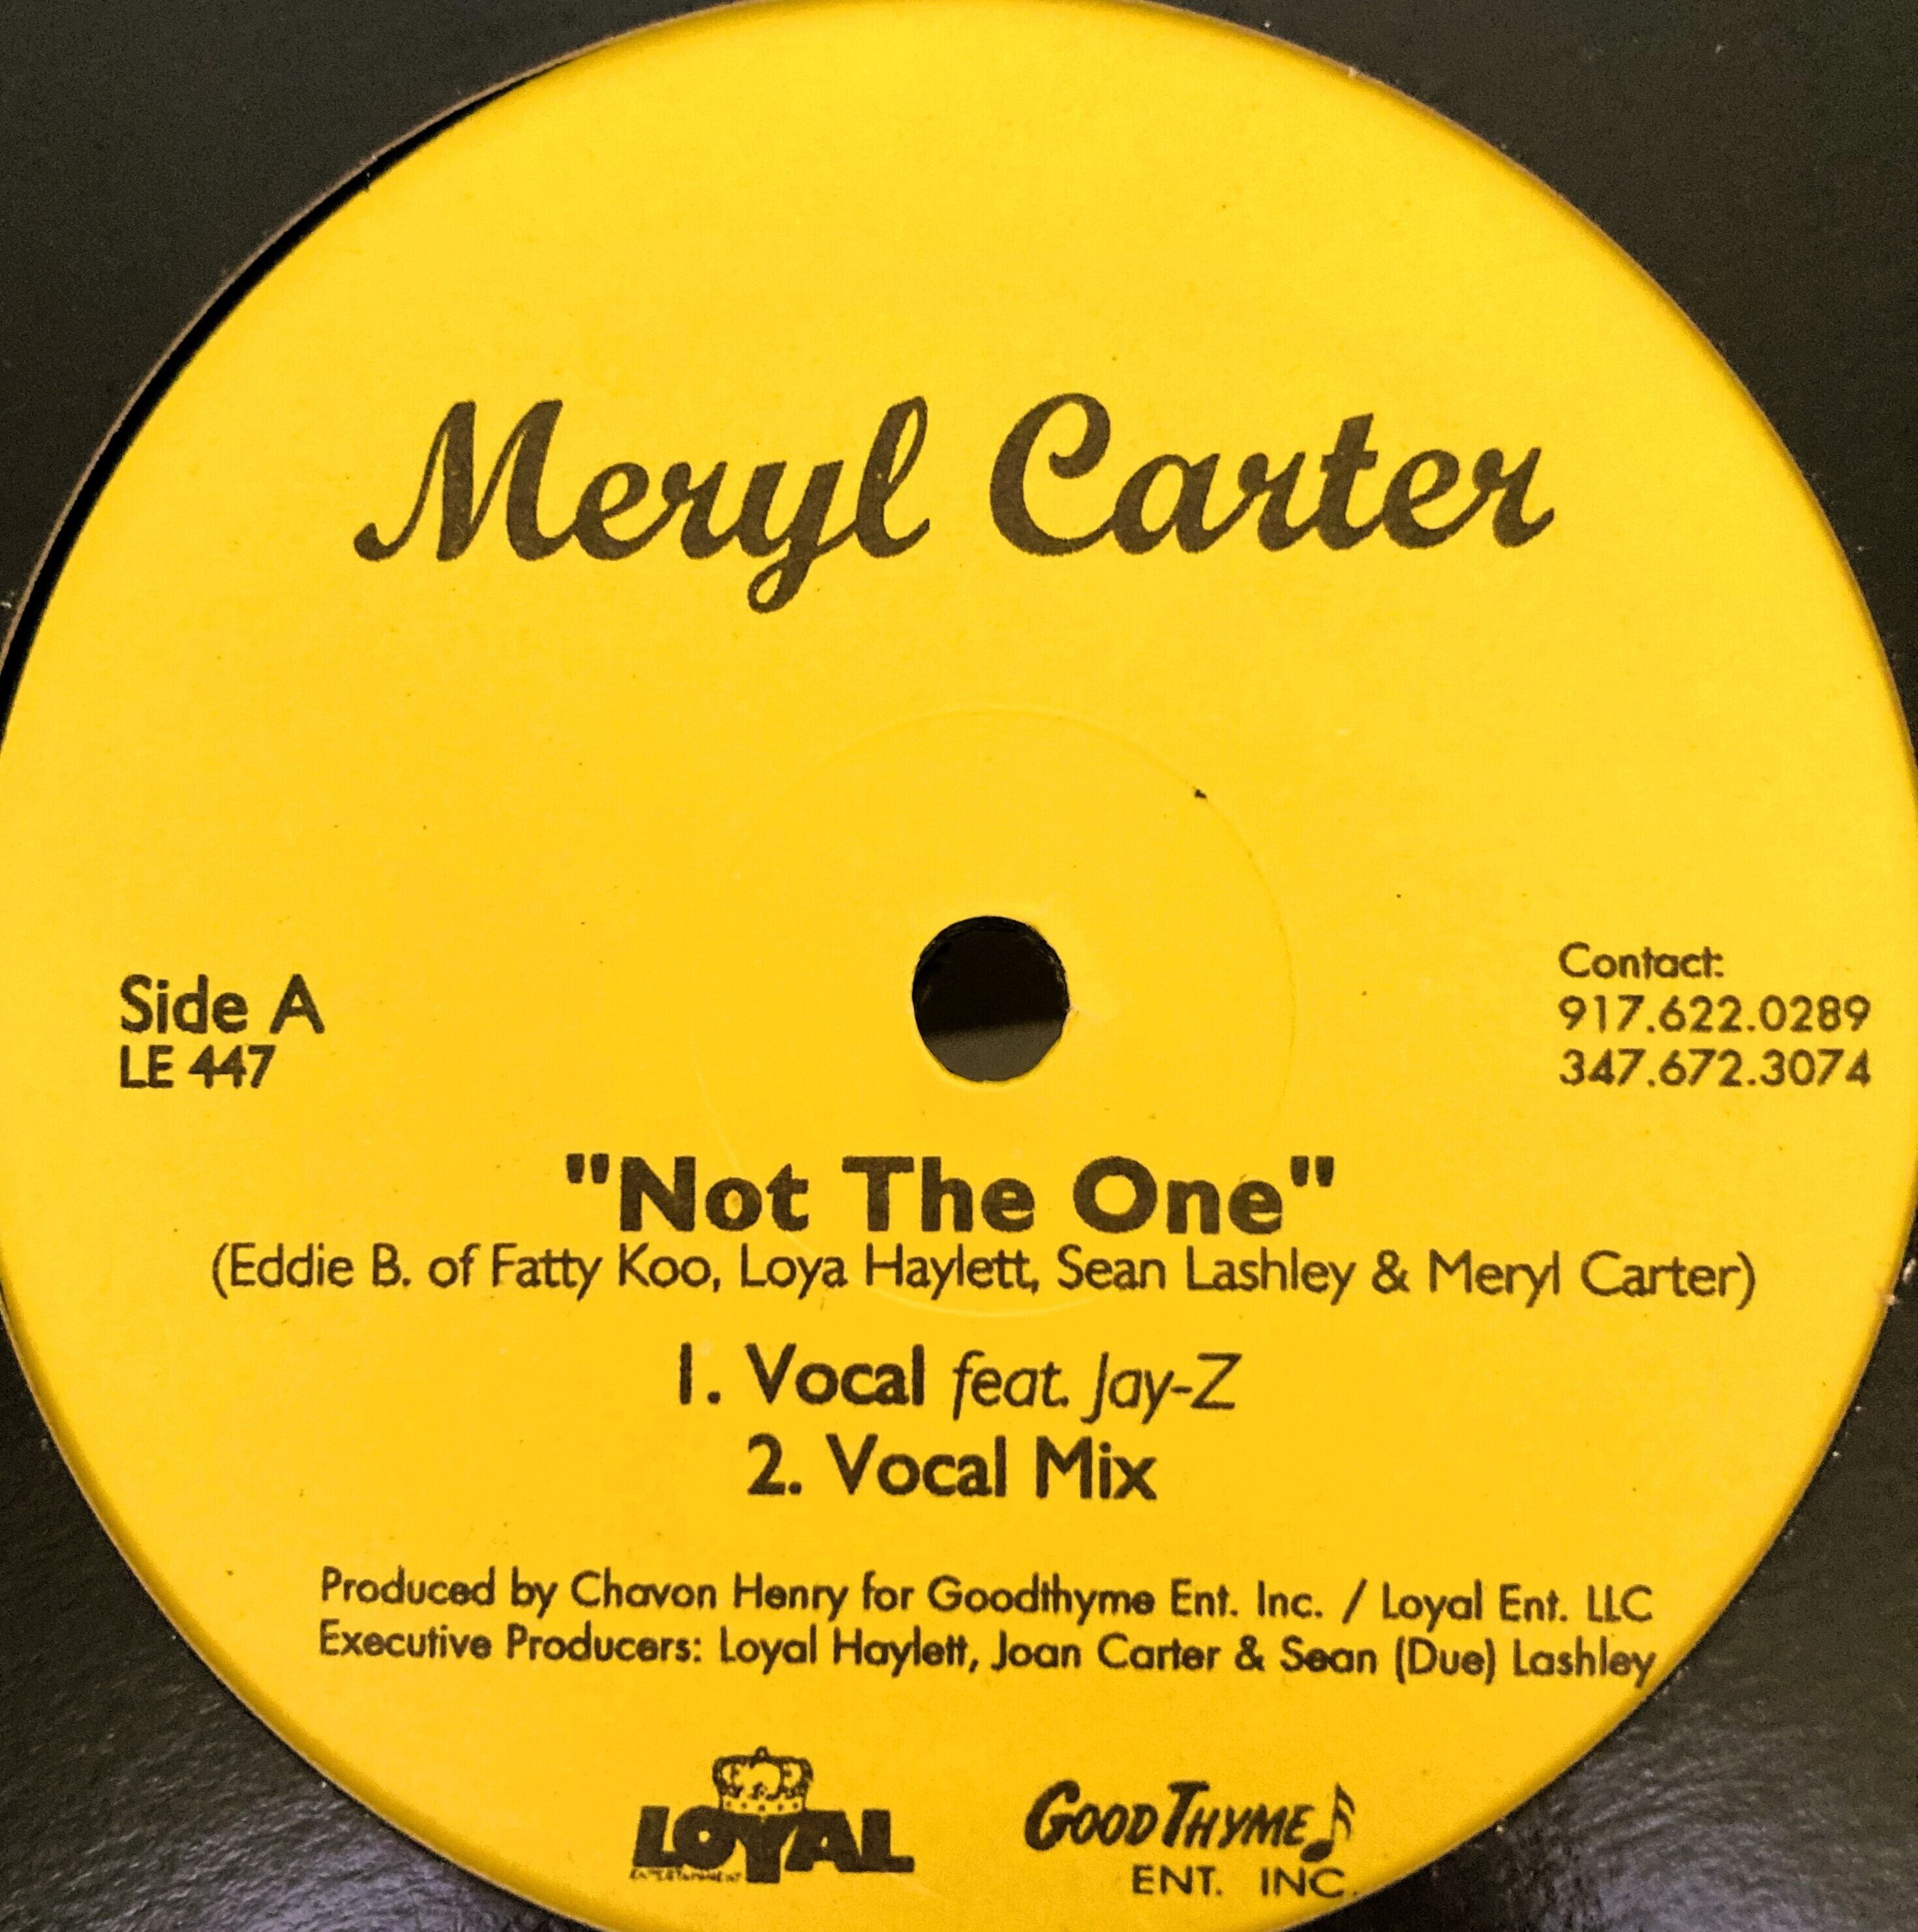 Meryl Carter
Side A
LE 447
Contact:
917.622.0289
347.672.3074
"Not The One"
(Eddie B. of Fatty Koo, Loya Haylett, Sean Lashley & Meryl Carter)
1. Vocal feat. Jay-Z
2. Vocal Mix
Produced by Chavon Henry for Goodthyme Ent. Inc. / Loyal Ent. LLC
Executive Producers: Loyal Haylett, Joan Carter & Sean (Due) Lashley
LOYAL
ENTERTAINMENT
GOOD THYME
ENT. INC.